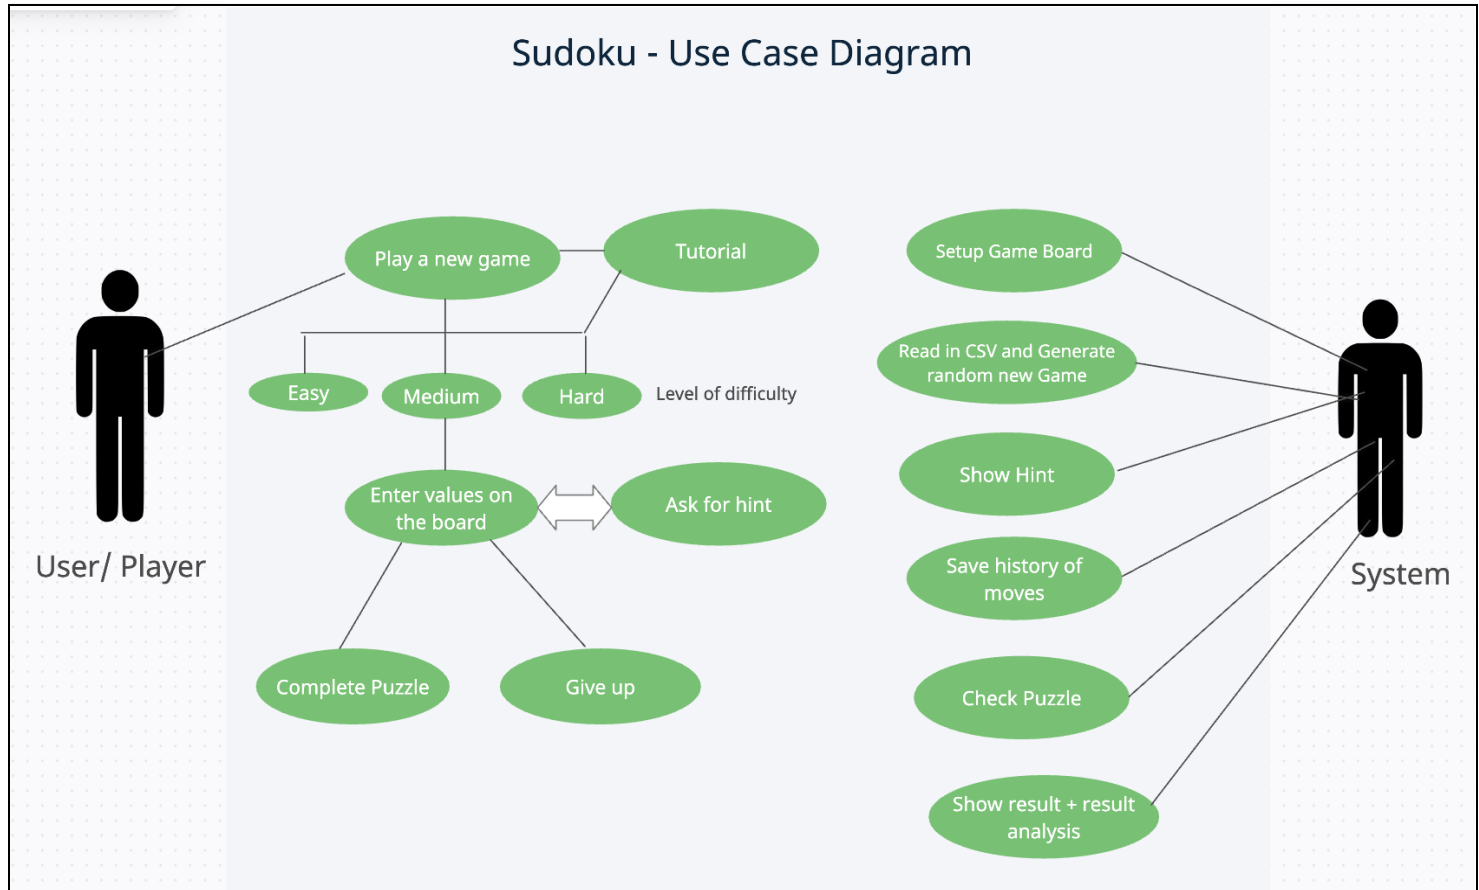 Sudoku - Use Case Diagram
Play a new game
Tutorial
Easy
Medium
Hard
Level of difficulty
Enter values on
the board
Ask for hint
Complete Puzzle
Give up
User/ Player
Setup Game Board
Read in CSV and Generate
random new Game
Show Hint
Save history of
moves
Check Puzzle
Show result + result
analysis
System